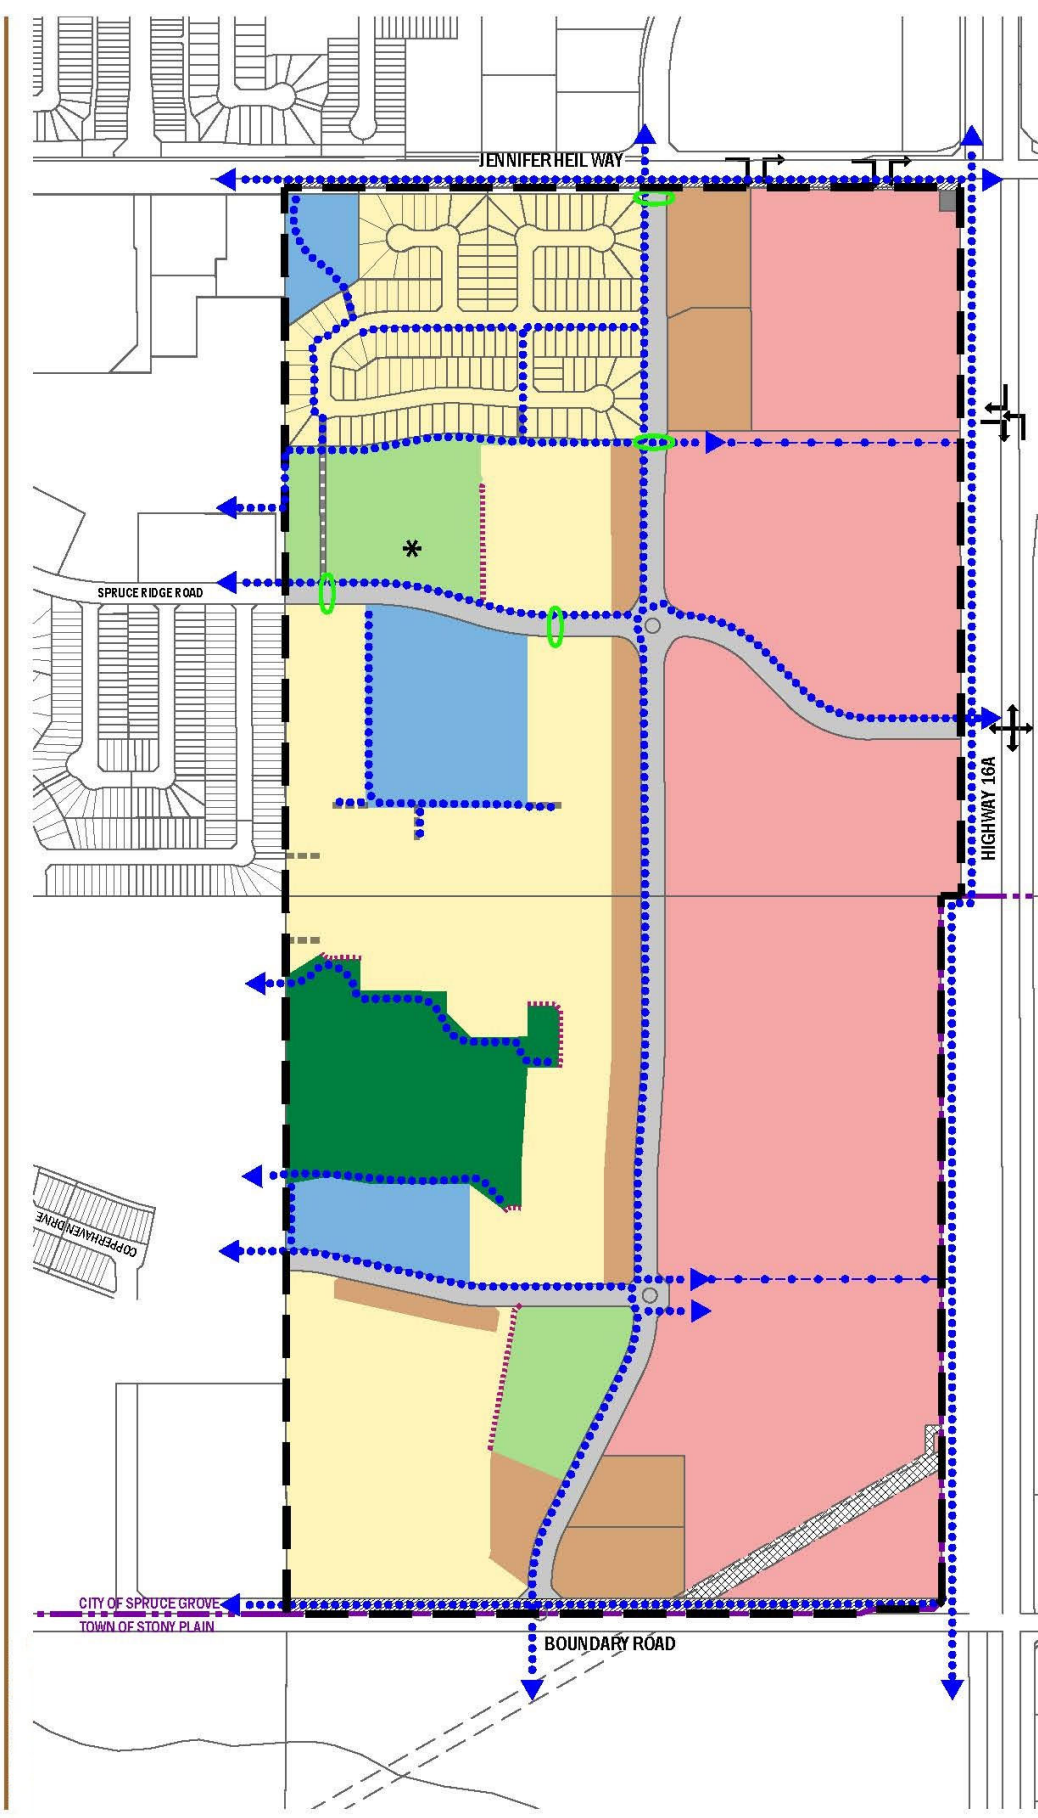 JENNIFER HEIL WAY
SPRUCE RIDGE ROAD
*
HIGHWAY 16A
COPPERHAVEN DRIVE
CITY OF SPRUCE GROVE
TOWN OF STONY PLAIN
BOUNDARY ROAD